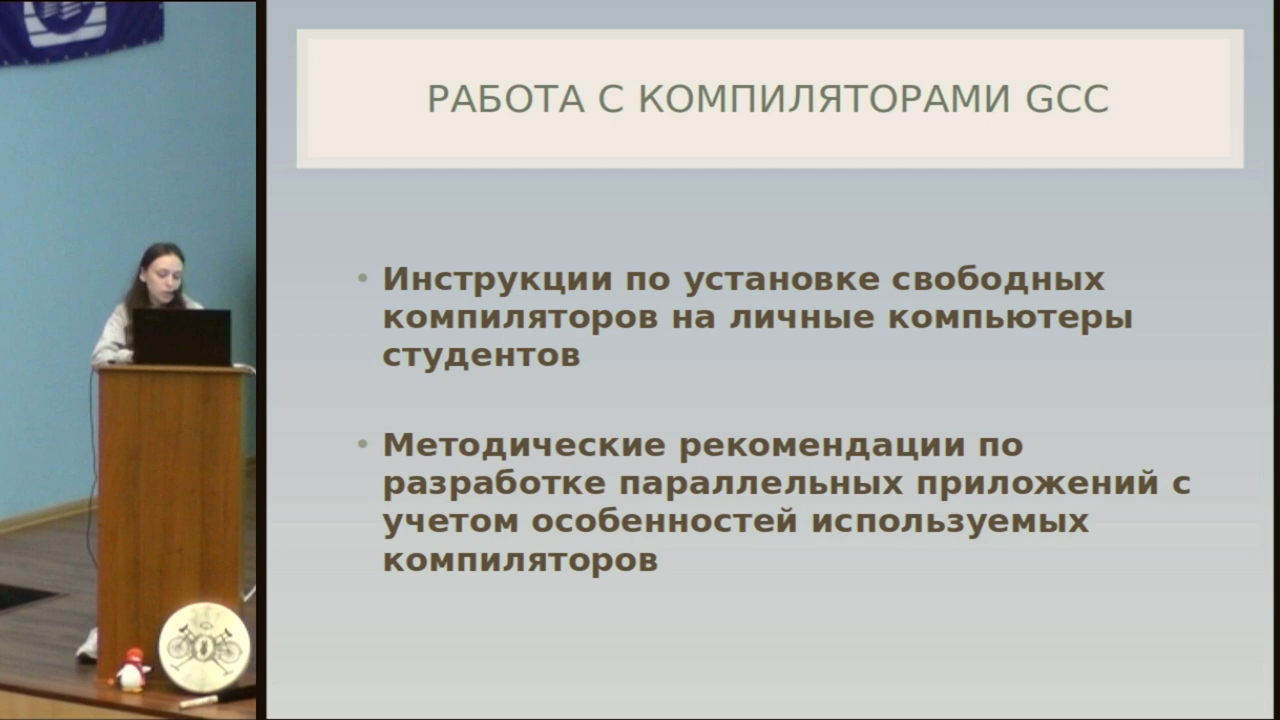 РАБОТА С КОМПИЛЯТОРАМИ GCC
• Инструкции по установке свободных
компиляторов на личные компьютеры
студентов
• Методические рекомендации по
разработке параллельных приложений с
учетом особенностей используемых
компиляторов